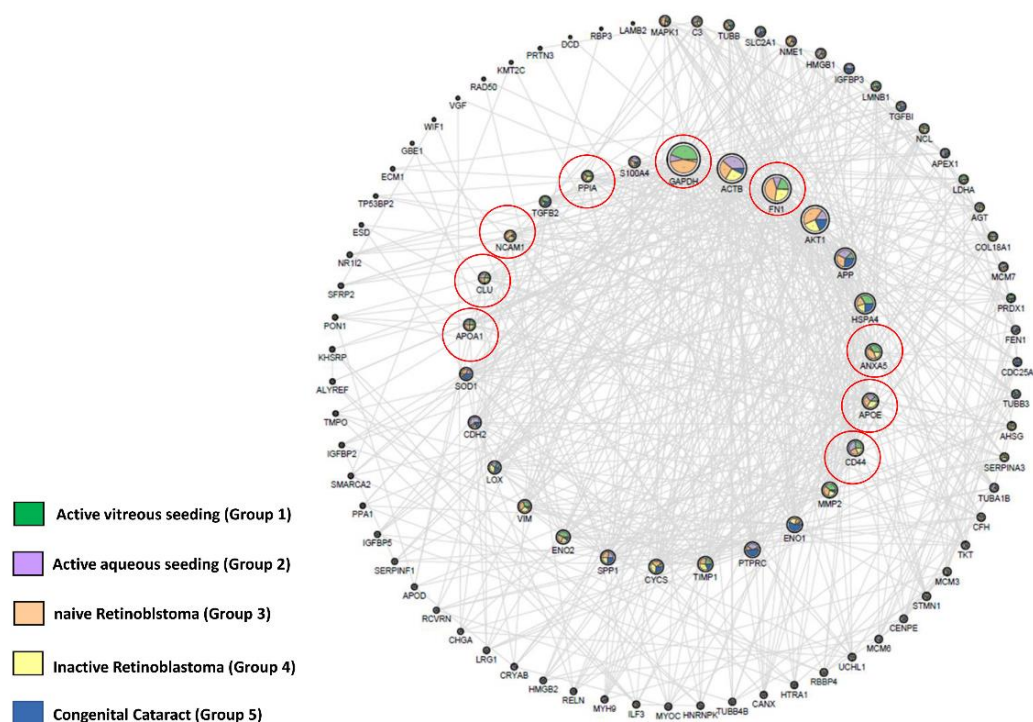 LAMB2
MAPK1
C3
TUBB
SLC2A1
NME1
HMGB1
IGFBP3
LMNB1
TGFBI
NCL
APEX1
LDHA
AGT
COL18A1
MCM7
PRDX1
FEN1
CDC25A
TUBB3
AHSG
SERPINA3
TUBA1B
CFH
TKT
MCM3
STMN1
CENPE
MCM6
UCHL1
RBBP4
HTRA1
CANX
TUBB4B
HNRNPK
MYOC
ILF3
MYH9
RELN
HMGB2
CRYAB
LRG1
CHGA
RCVRN
APOD
SERPINF1
IGFBP5
PPA1
SMARCA2
IGFBP2
TMPO
ALYREF
KHSRP
PON1
SFRP2
NR1I2
ESD
TP53BP2
ECM1
GBE1
WIF1
VGF
RAD50
KMT2C
PRTN3
DCD
RBP3
GAPDH
ACTB
FN1
AKT1
APP
HSPA4
ANXA5
APOE
CD44
MMP2
ENO1
PTPRC
TIMP1
CYCS
SPP1
ENO2
VIM
LOX
CDH2
SOD1
APOA1
CLU
NCAM1
TGFB2
PPIA
S100A4
Active vitreous seeding (Group 1)
Active aqueous seeding (Group 2)
naive Retinoblstoma (Group 3)
Inactive Retinoblastoma (Group 4)
Congenital Cataract (Group 5)